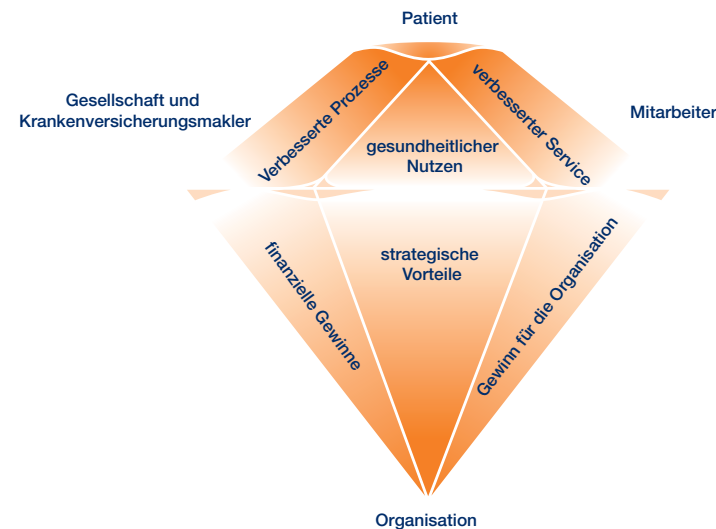 Patient
Gesellschaft und
Krankenversicherungsmakler
Verbesserte Prozesse
verbesserter Service
Mitarbeiter
gesundheitlicher
Nutzen
finanzielle Gewinne
strategische
Vorteile
Gewinn für die Organisation
Organisation